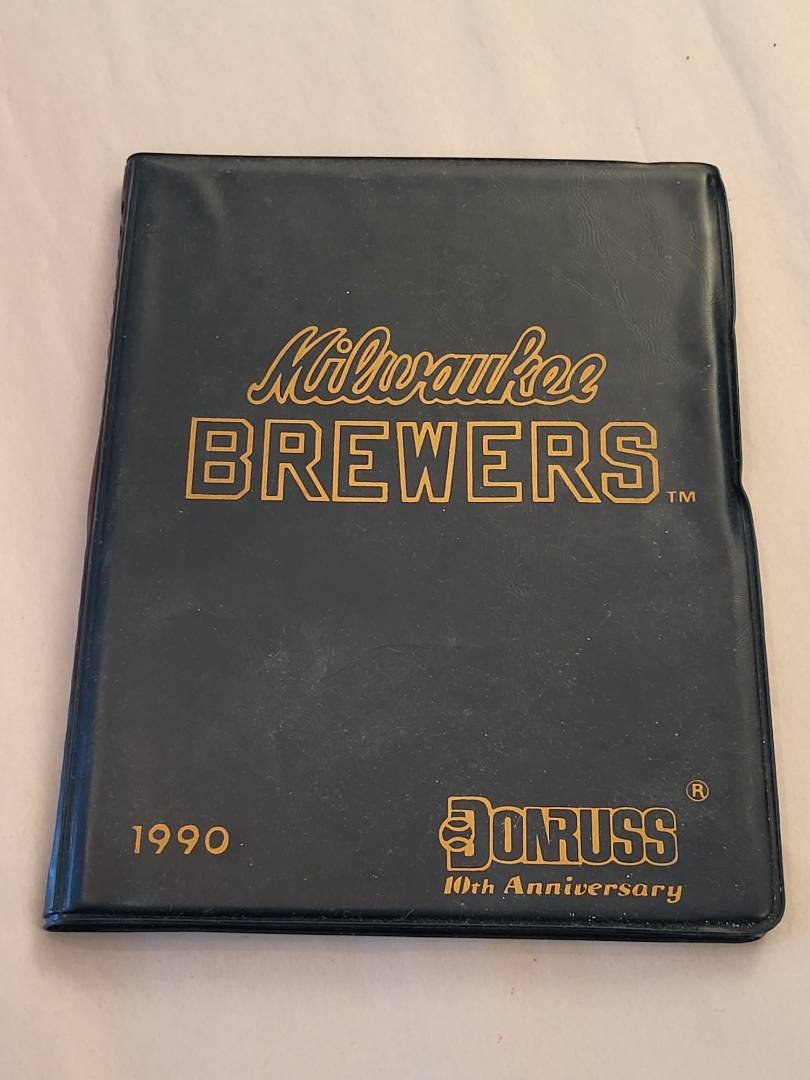 Milwaukee
BREWERS™
1990
DONRUSS®
10th Anniversary